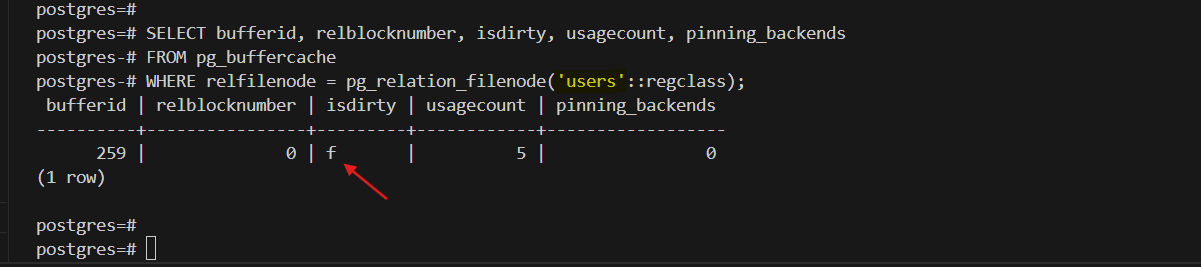 postgres=#
postgres=# SELECT bufferid, relblocknumber, isdirty, usagecount, pinning_backends
postgres-# FROM pg_buffercache
postgres-# WHERE relfilenode = pg_relation_filenode('users'::regclass);
 bufferid | relblocknumber | isdirty | usagecount | pinning_backends
----------+----------------+---------+------------+------------------
      259 |              0 | f       |          5 |                0
(1 row)
postgres=#
postgres=#